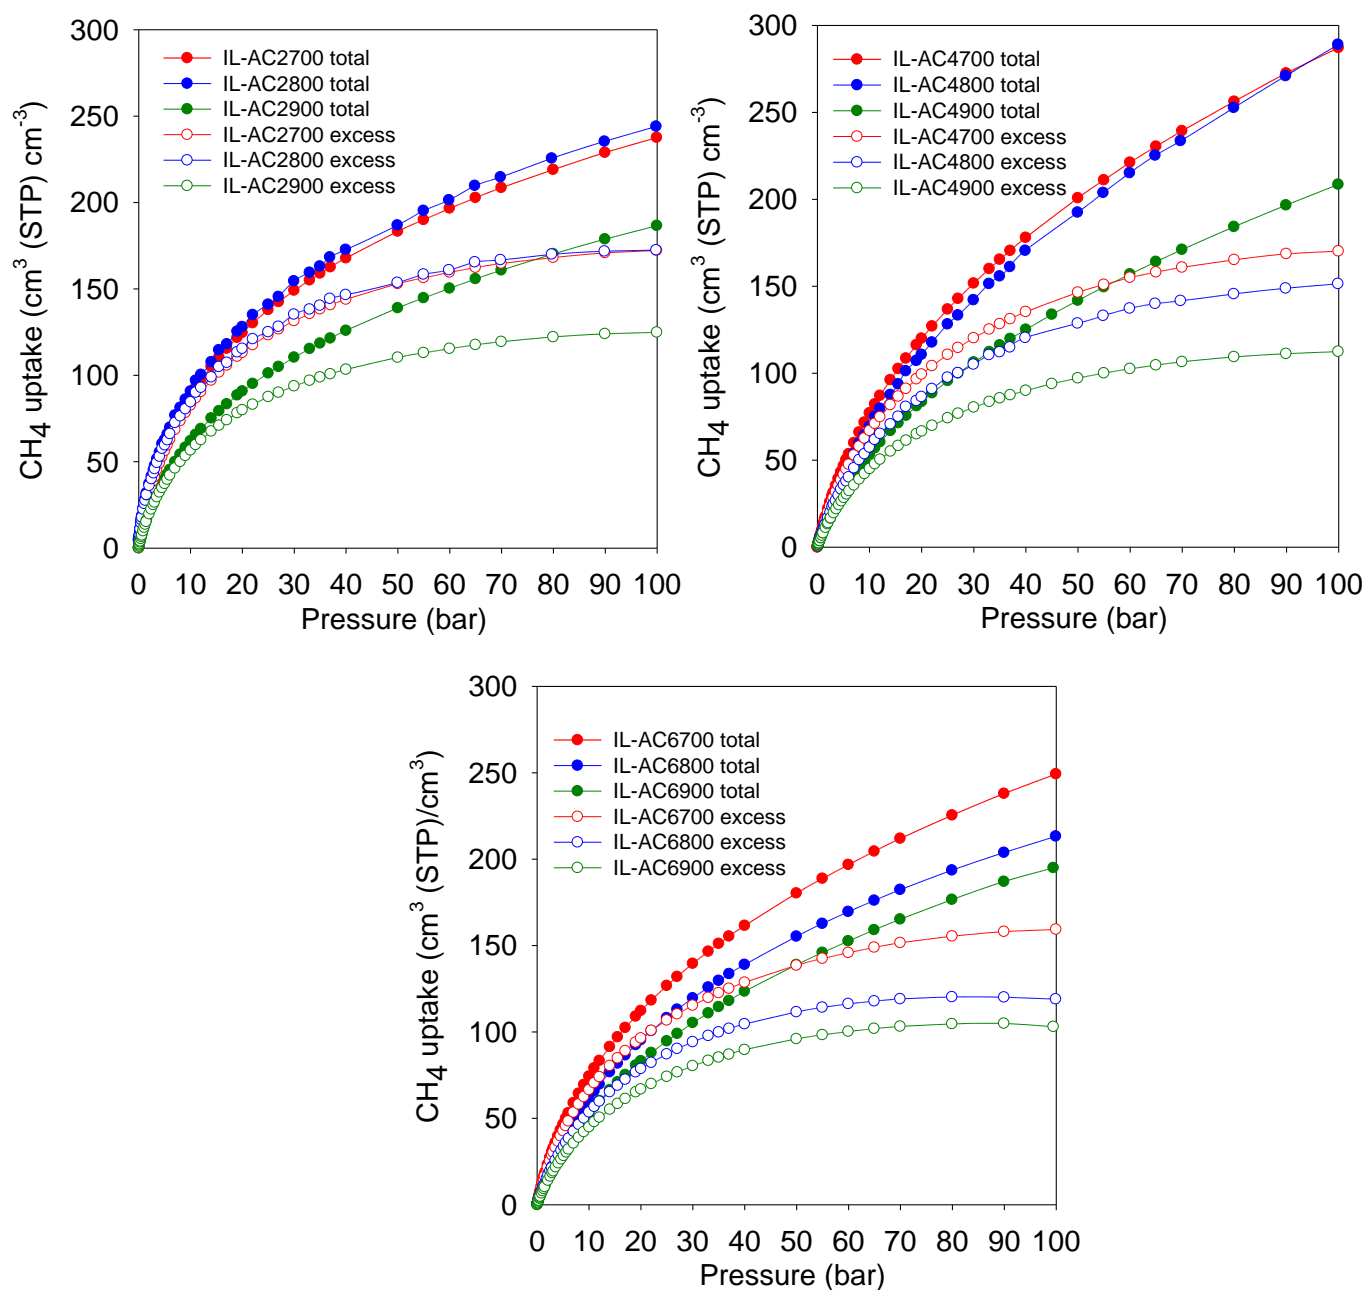 CH4 uptake (cm3 (STP) cm-3)
300
250
200
150
100
50
0
IL-AC2700 total
IL-AC2800 total
IL-AC2900 total
IL-AC2700 excess
IL-AC2800 excess
IL-AC2900 excess
0 10 20 30 40 50 60 70 80 90 100
Pressure (bar)
CH4 uptake (cm3 (STP) cm-3)
300
250
200
150
100
50
0
IL-AC4700 total
IL-AC4800 total
IL-AC4900 total
IL-AC4700 excess
IL-AC4800 excess
IL-AC4900 excess
0 10 20 30 40 50 60 70 80 90 100
Pressure (bar)
CH4 uptake (cm3 (STP)/cm3)
300
250
200
150
100
50
0
IL-AC6700 total
IL-AC6800 total
IL-AC6900 total
IL-AC6700 excess
IL-AC6800 excess
IL-AC6900 excess
0 10 20 30 40 50 60 70 80 90 100
Pressure (bar)